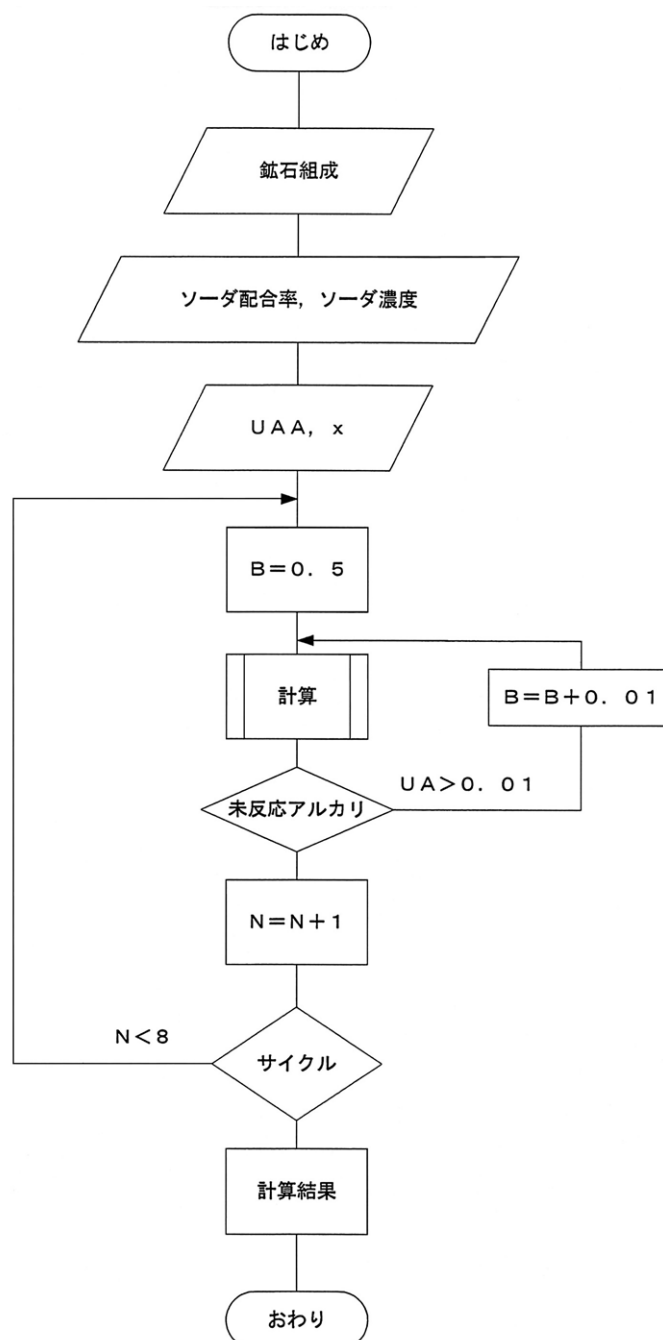 はじめ
鉱石組成
ソーダ配合率，ソーダ濃度
ＵＡＡ，ｘ
Ｂ＝０．５
計算
Ｂ＝Ｂ＋０．０１
ＵＡ＞０．０１
未反応アルカリ
Ｎ＝Ｎ＋１
Ｎ＜８
サイクル
計算結果
おわり